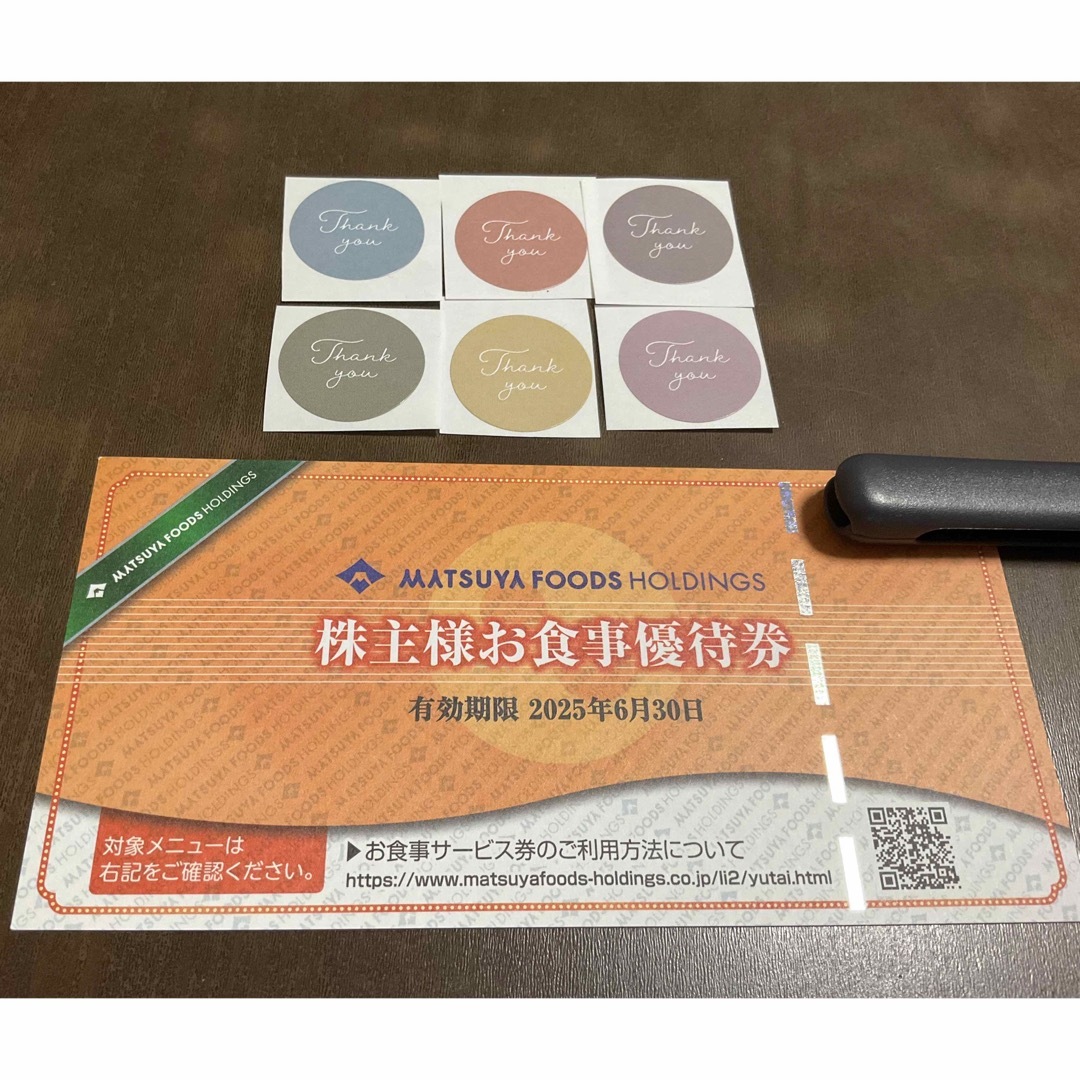 Thank
you
Thank
you
Thank
you
Thank
you
Thank
you
Thank
you
MATSUYA FOODS HOLDINGS
MATSUYA FOODS HOLDINGS
株主様お食事優待券
有効期限 2025年6月30日
対象メニューは
右記をご確認ください。
▶お食事サービス券のご利用方法について
https://www.matsuyafoods-holdings.co.jp/li2/yutai.html